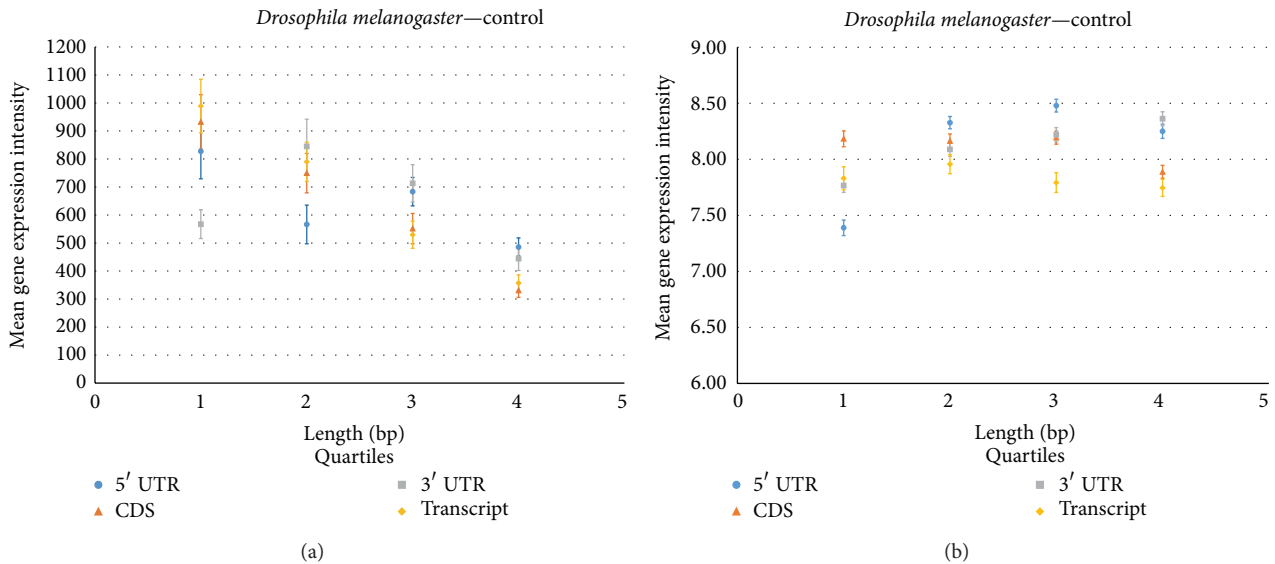 Drosophila melanogaster—control
Mean gene expression intensity
1200
1100
1000
900
800
700
600
500
400
300
200
100
0
0 1 2 3 4 5
Length (bp)
Quartiles
5′ UTR
3′ UTR
CDS
Transcript
(a)
Drosophila melanogaster—control
Mean gene expression intensity
9.00
8.50
8.00
7.50
7.00
6.50
6.00
0 1 2 3 4 5
Length (bp)
Quartiles
5′ UTR
3′ UTR
CDS
Transcript
(b)